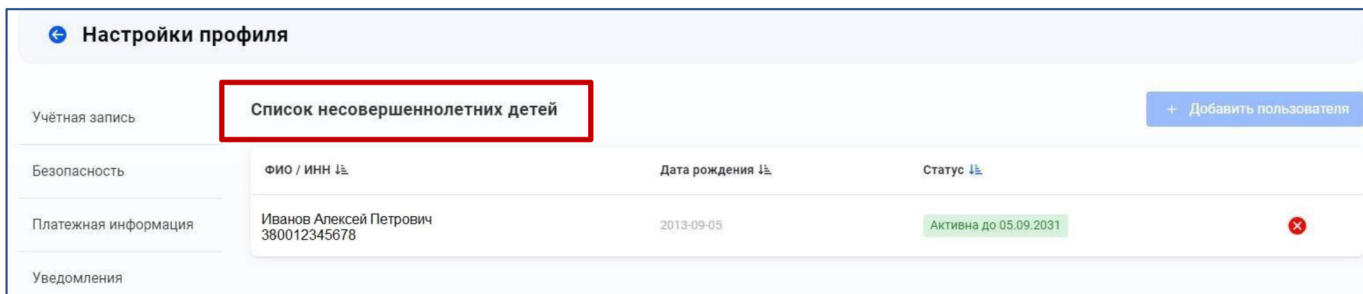 Настройки профиля
Учётная запись
Безопасность
Платежная информация
Уведомления
Список несовершеннолетних детей
+ Добавить пользователя
ФИО / ИНН Дата рождения Статус
Иванов Алексей Петрович 2013-09-05 Активна до 05.09.2031
380012345678